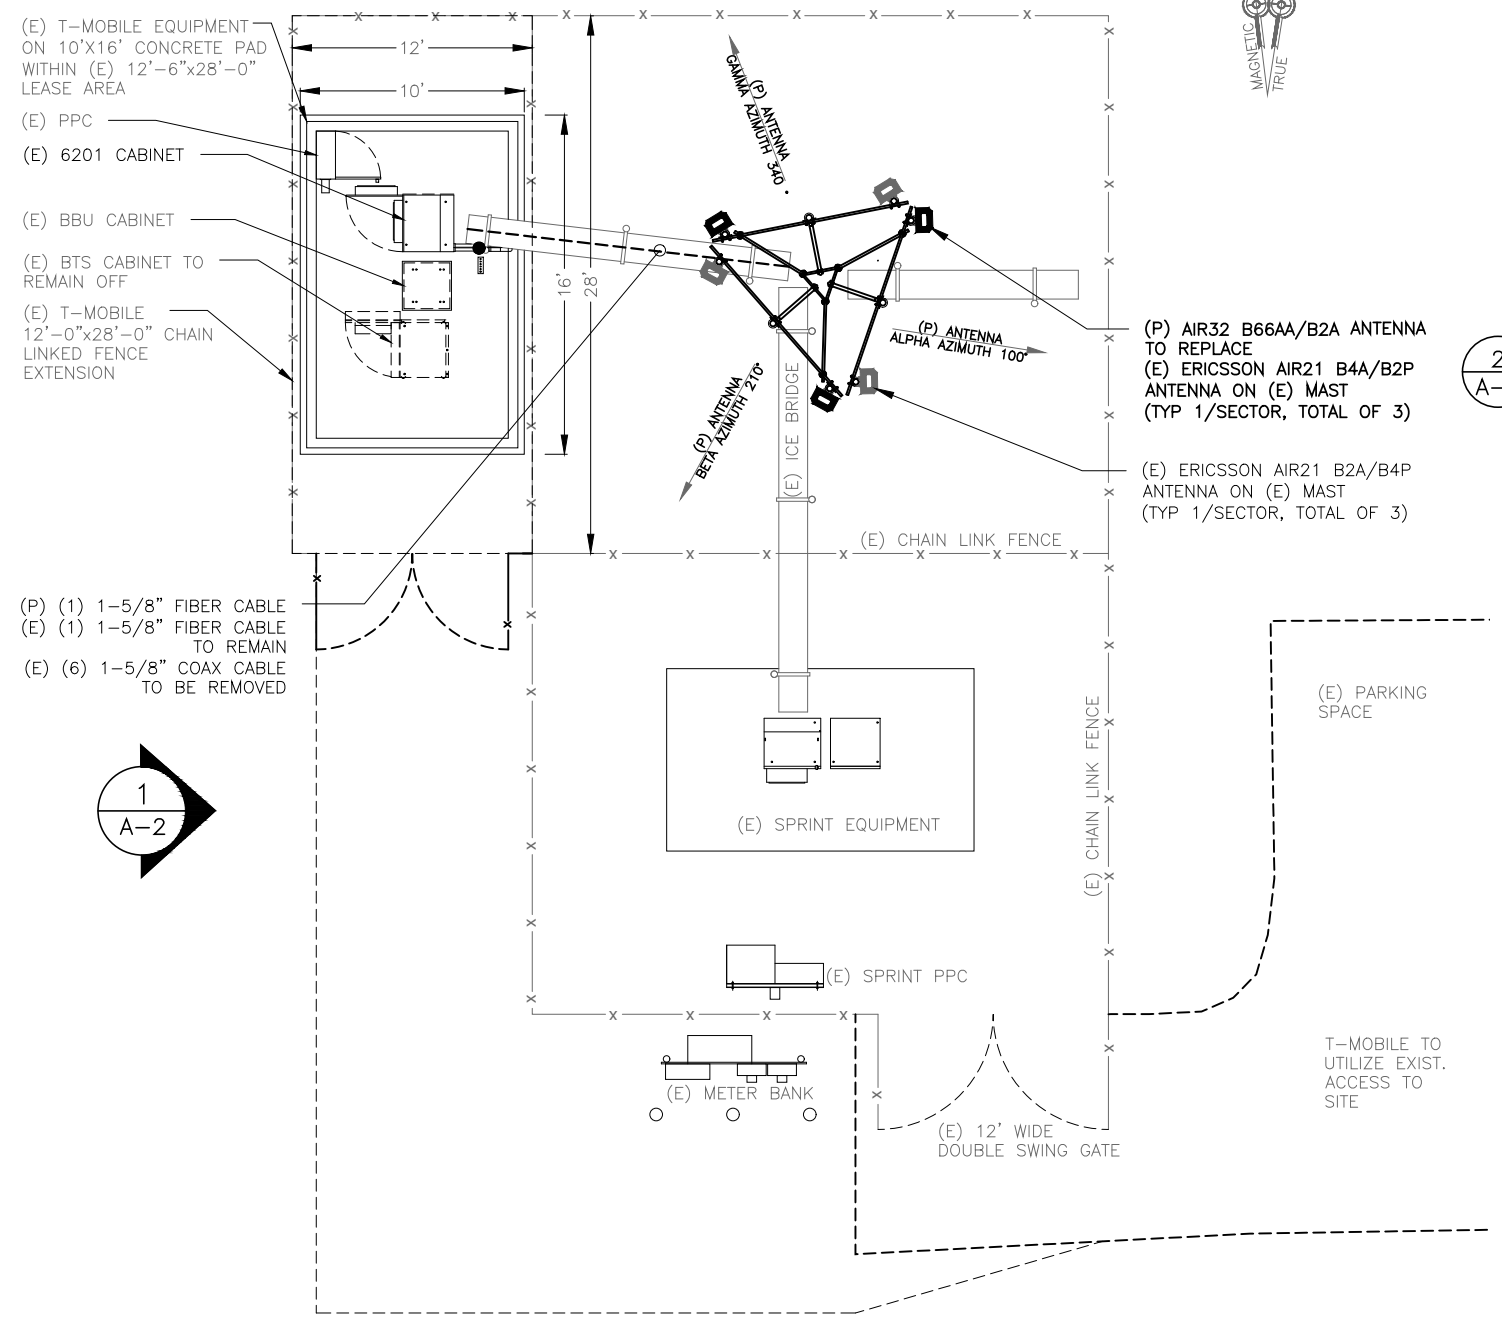 (E) T-MOBILE EQUIPMENT
ON 10'X16' CONCRETE PAD
WITHIN (E) 12'-6"x28'-0"
LEASE AREA
(E) PPC
(E) 6201 CABINET
(E) BBU CABINET
(E) BTS CABINET TO
REMAIN OFF
(E) T-MOBILE
12'-0"x28'-0" CHAIN
LINKED FENCE
EXTENSION
12'
10'
16'
28'
(P) ANTENNA
GAMMA AZIMUTH 340°
MAGNETIC
TRUE
(P) ANTENNA
ALPHA AZIMUTH 100°
(P) ANTENNA
BETA AZIMUTH 210°
(E) ICE BRIDGE
(P) AIR32 B66AA/B2A ANTENNA
TO REPLACE
(E) ERICSSON AIR21 B4A/B2P
ANTENNA ON (E) MAST
(TYP 1/SECTOR, TOTAL OF 3)
2
A-
(E) ERICSSON AIR21 B2A/B4P
ANTENNA ON (E) MAST
(TYP 1/SECTOR, TOTAL OF 3)
(E) CHAIN LINK FENCE
(P) (1) 1-5/8" FIBER CABLE
(E) (1) 1-5/8" FIBER CABLE
TO REMAIN
(E) (6) 1-5/8" COAX CABLE
TO BE REMOVED
(E) PARKING
SPACE
(E) CHAIN LINK FENCE
1
A-2
(E) SPRINT EQUIPMENT
(E) SPRINT PPC
(E) METER BANK
(E) 12' WIDE
DOUBLE SWING GATE
T-MOBILE TO
UTILIZE EXIST.
ACCESS TO
SITE